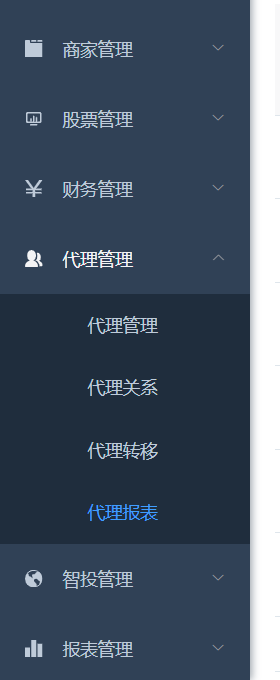 商家管理
股票管理
财务管理
代理管理
代理管理
代理关系
代理转移
代理报表
智投管理
报表管理